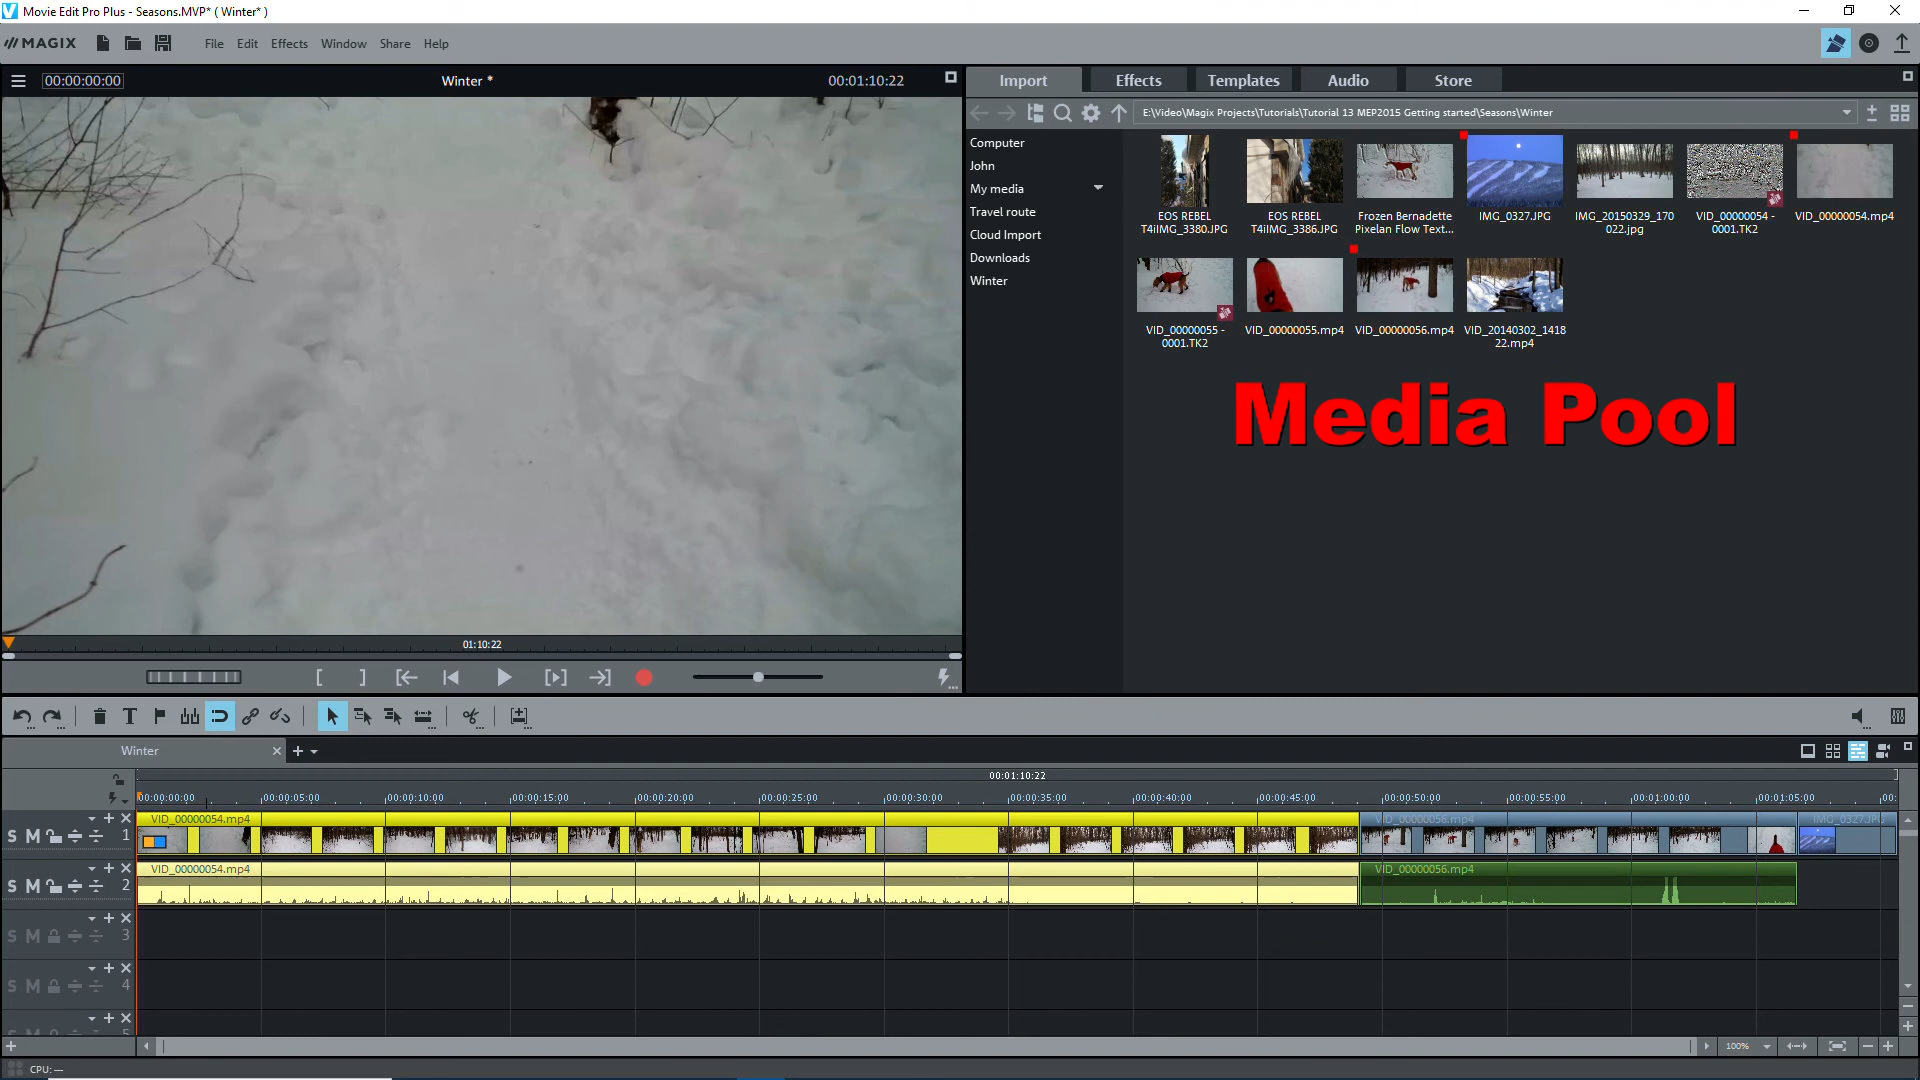 Movie Edit Pro Plus - Seasons.MVP* ( Winter* )
MAGIX
File Edit Effects Window Share Help
00:00:00:00
Winter *
00:01:10:22
Import
Effects
Templates
Audio
Store
E:\Video\Magix Projects\Tutorials\Tutorial 13 MEP2015 Getting started\Seasons\Winter
Computer
John
My media
Travel route
Cloud Import
Downloads
Winter
EOS REBEL
T4iIMG_3380.JPG
EOS REBEL
T4iIMG_3386.JPG
Frozen Bernadette
Pixelan Flow Text...
IMG_0327.JPG
IMG_20150329_170
022.jpg
VID_00000054 -
0001.TK2
VID_00000054.mp4
VID_00000055 -
0001.TK2
VID_00000055.mp4
VID_00000056.mp4
VID_20140302_1418
22.mp4
Media Pool
01:10:22
Winter
00:01:10:22
00:00:00:00
00:00:05:00
00:00:10:00
00:00:15:00
00:00:20:00
00:00:25:00
00:00:30:00
00:00:35:00
00:00:40:00
00:00:45:00
00:00:50:00
00:00:55:00
00:01:00:00
00:01:05:00
00:
S M 1
VID_00000054.mp4
VID_00000056.mp4
IMG_0327.JPG
S M 2
VID_00000054.mp4
VID_00000056.mp4
S M 3
S M 4
S M 5
100%
CPU: —